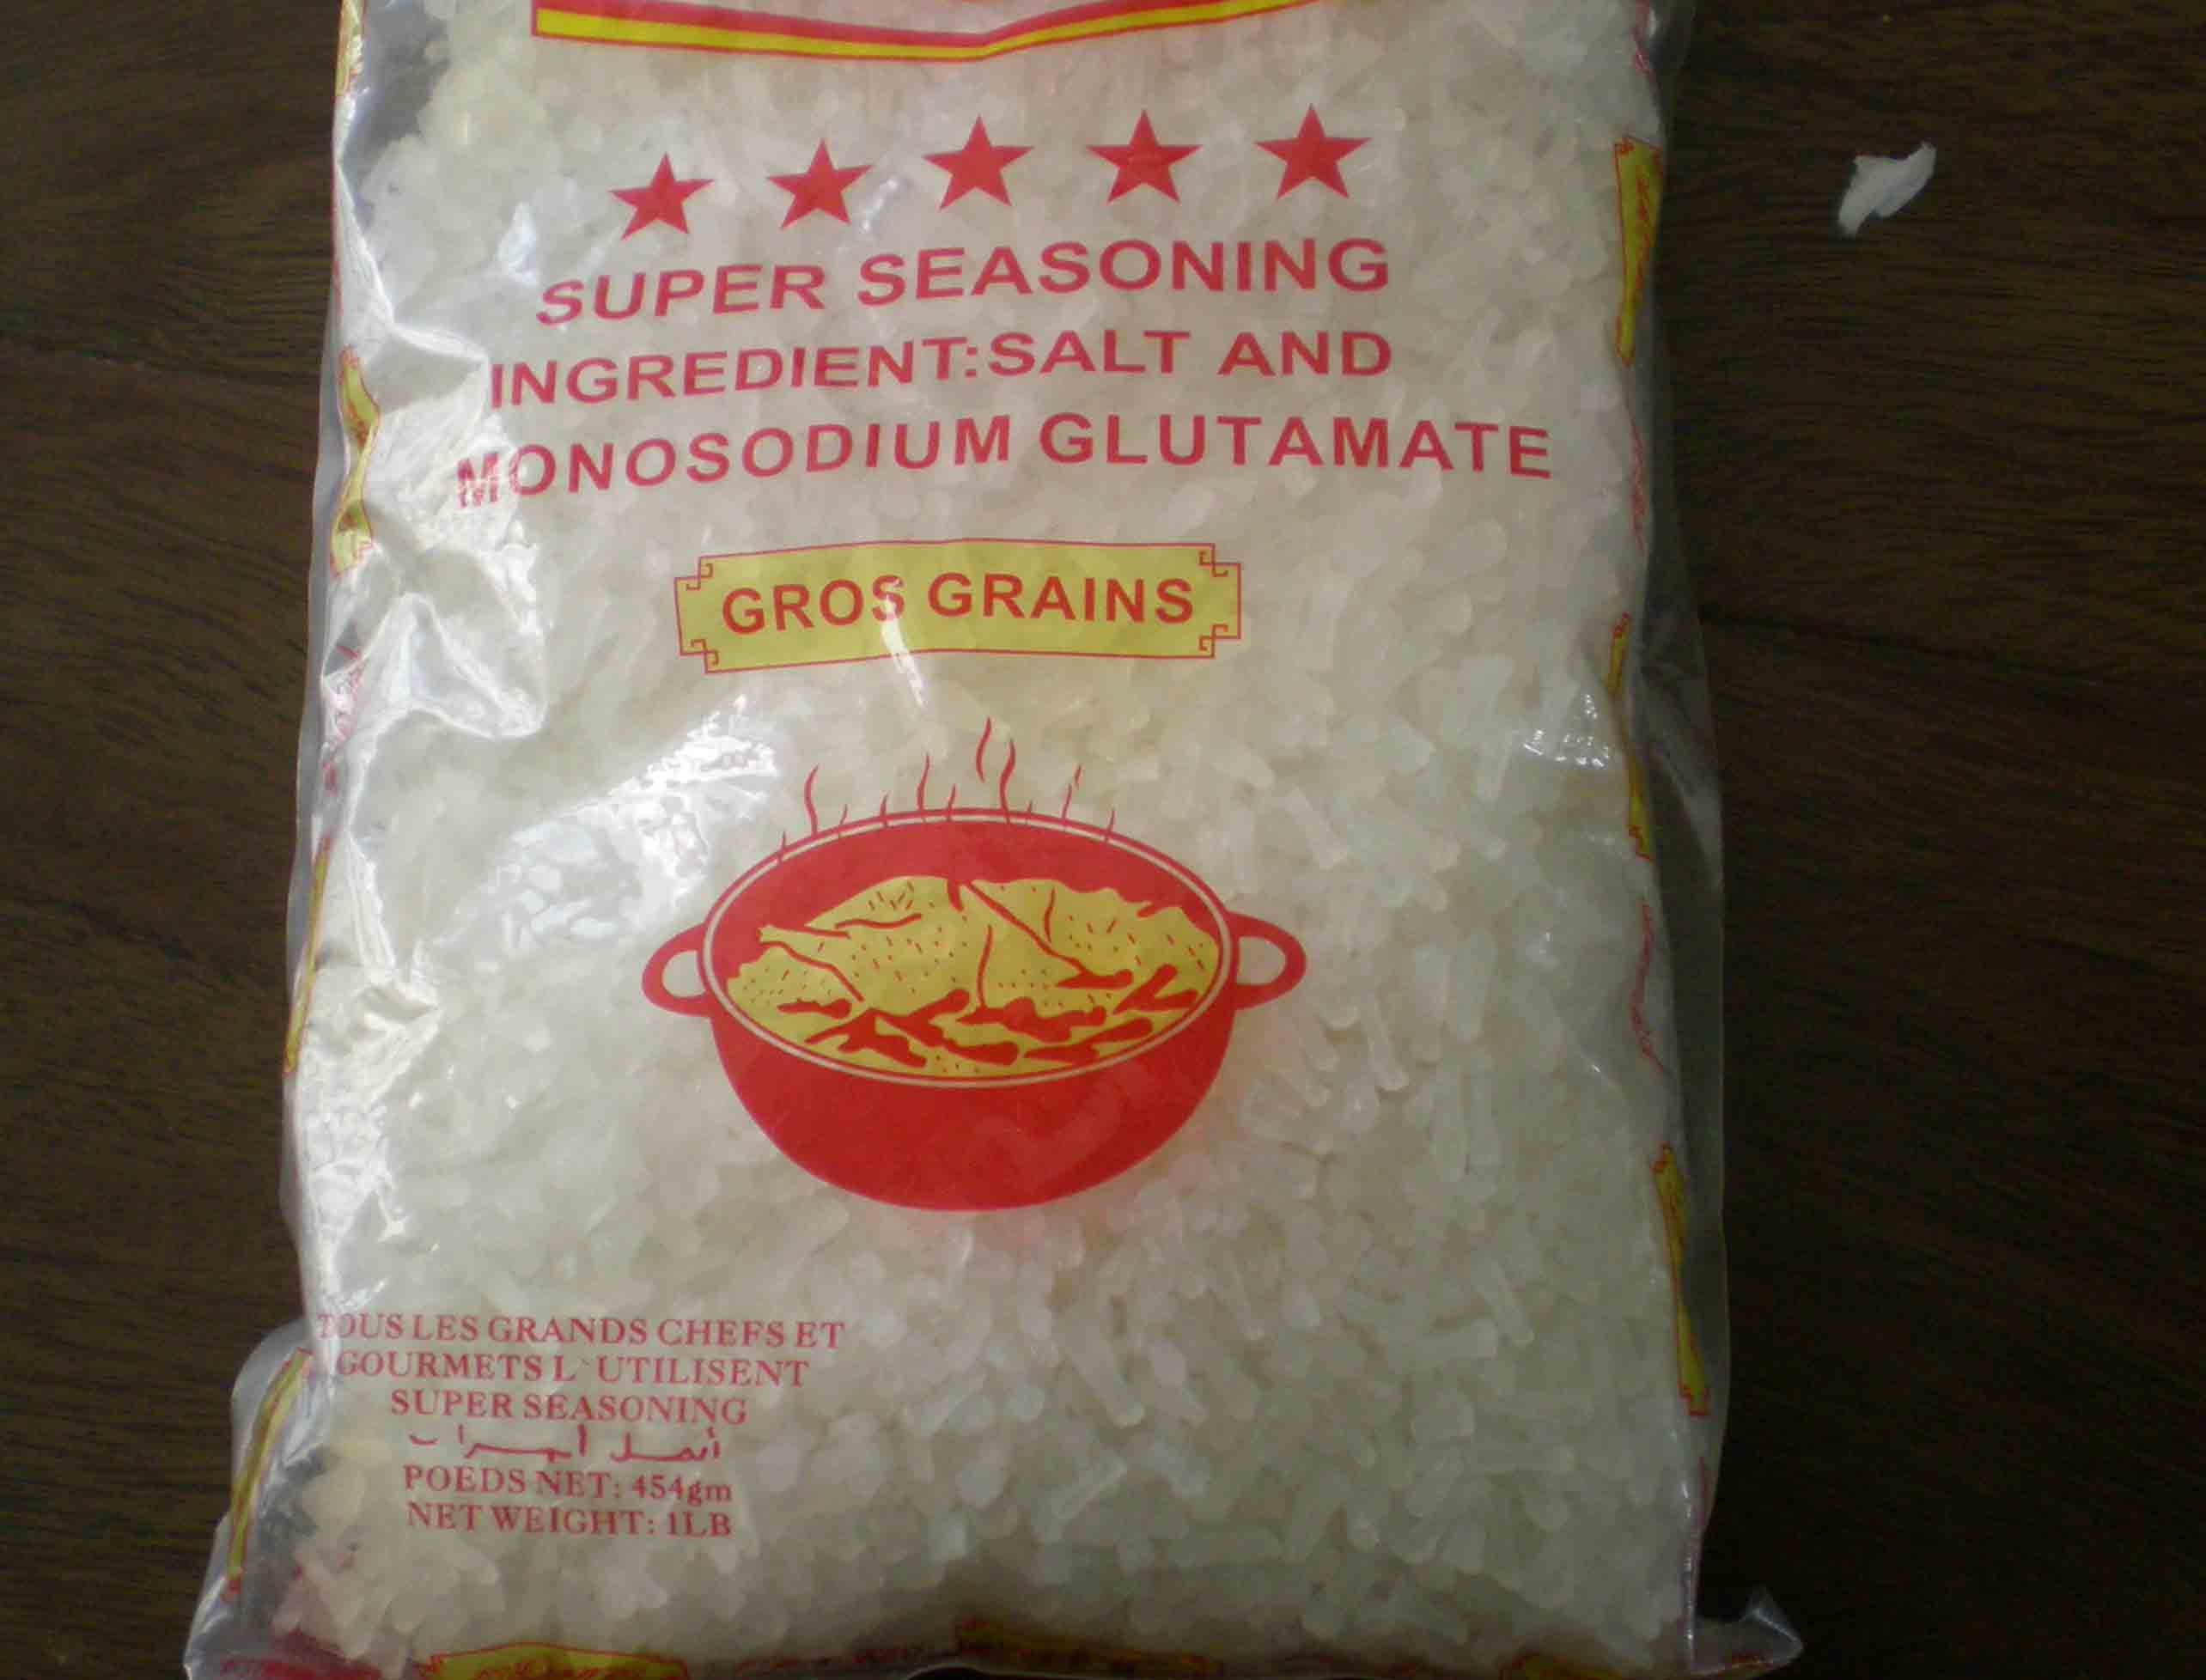 SUPER SEASONING
INGREDIENT:SALT AND
MONOSODIUM GLUTAMATE
GROS GRAINS
TOUS LES GRANDS CHEFS ET
GOURMETS L`UTILISENT
SUPER SEASONING
POEDS NET: 454gm
NET WEIGHT: 1LB